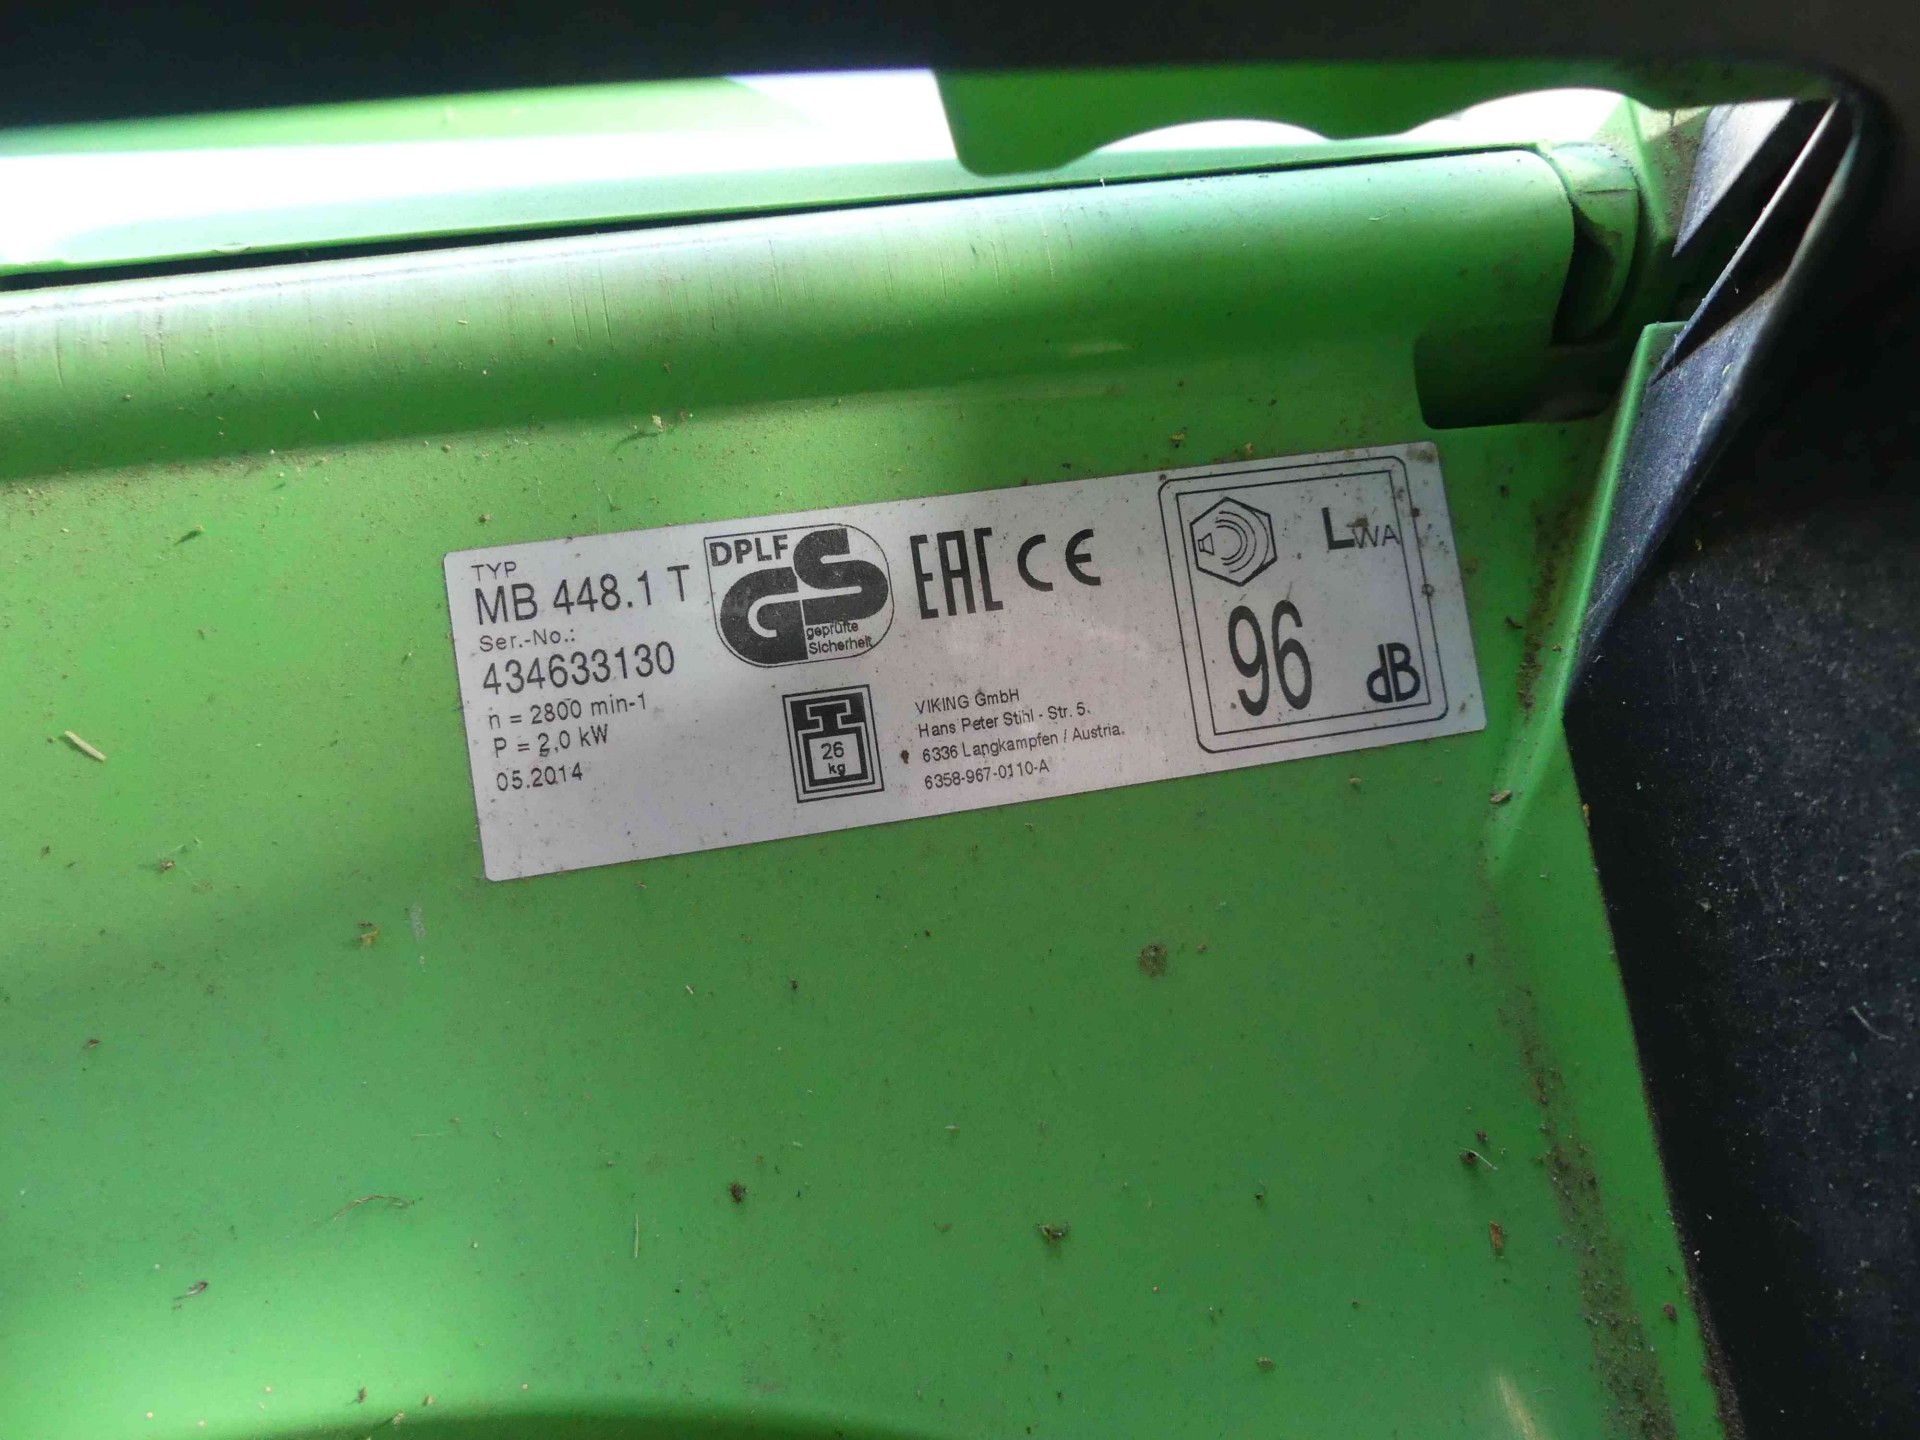 TYP
MB 448.1 T
Ser.-No.:
434633130
n = 2800 min-1
P = 2,0 kW
05.2014
DPLF
GS
geprüfte
Sicherheit
EAC CE
26
kg
VIKING GmbH
Hans Peter Stihl - Str. 5.
6336 Langkampfen / Austria.
6358-967-0110-A
LWA
96
dB